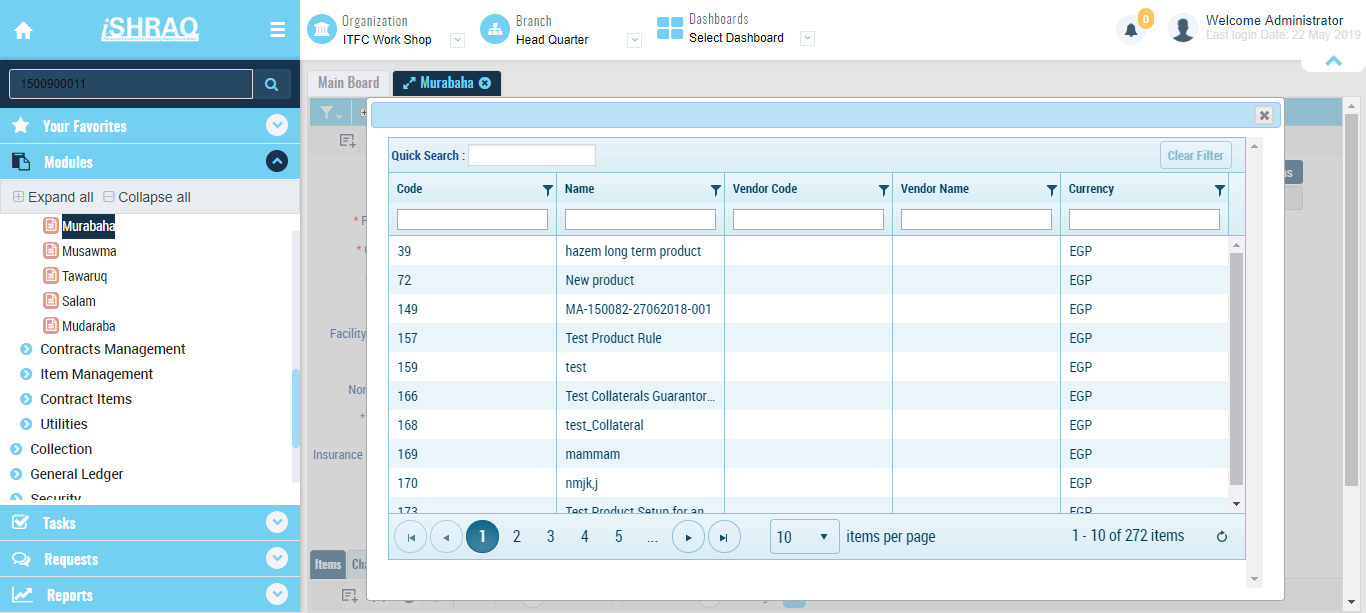 iSHRAQ
Organization
ITFC Work Shop
Branch
Head Quarter
Dashboards
Select Dashboard
0
Welcome Administrator
Last login Date: 22 May 2019
1500900011
Main Board
Murabaha
Your Favorites
Modules
Expand all
Collapse all
Murabaha
Musawma
Tawaruq
Salam
Mudaraba
Contracts Management
Item Management
Contract Items
Utilities
Collection
General Ledger
Security
Tasks
Requests
Reports
Facility
Insurance
Items
Quick Search :
Clear Filter
Code Name Vendor Code Vendor Name Currency
39 hazem long term product EGP
72 New product EGP
149 MA-150082-27062018-001 EGP
157 Test Product Rule EGP
159 test EGP
166 Test Collaterals Guarantor... EGP
168 test_Collateral EGP
169 mammam EGP
170 nmjk,j EGP
173 Test Product Setup for an EGP
1 2 3 4 5 ... 10 items per page 1 - 10 of 272 items